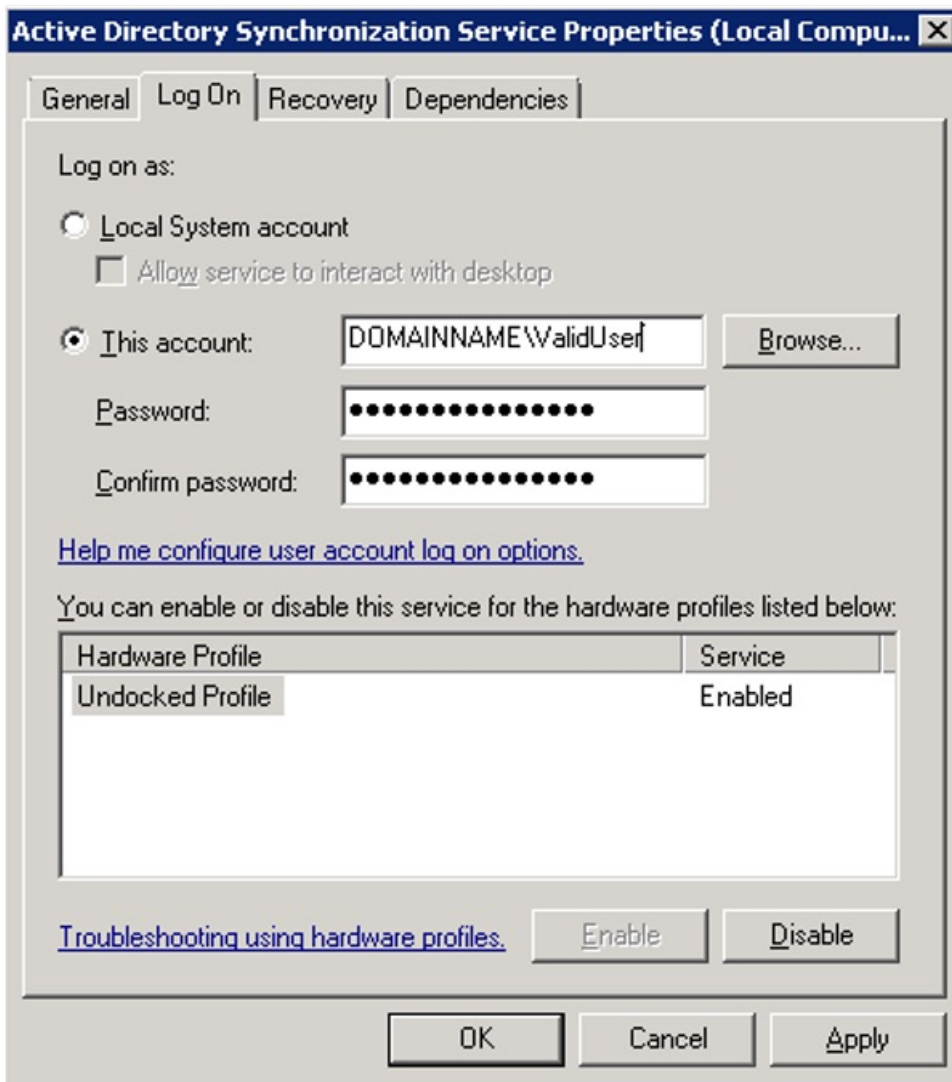 Active Directory Synchronization Service Properties (Local Compu...
General Log On Recovery Dependencies
Log on as:
Local System account
Allow service to interact with desktop
This account: DOMAINNAME\ValidUser Browse...
Password: •••••••••••••••
Confirm password: •••••••••••••••
Help me configure user account log on options.
You can enable or disable this service for the hardware profiles listed below:
Hardware Profile Service
Undocked Profile Enabled
Troubleshooting using hardware profiles. Enable Disable
OK Cancel Apply